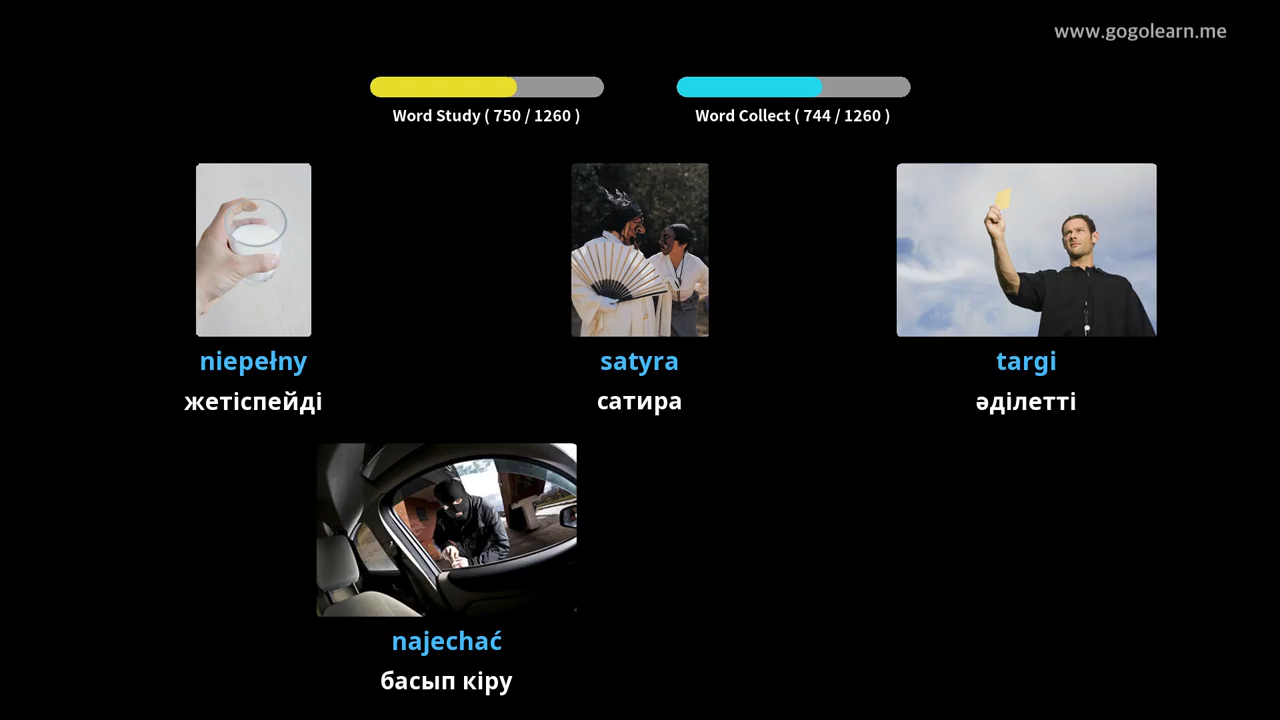 www.gogolearn.me
Word Study ( 750 / 1260 )
Word Collect ( 744 / 1260 )
niepełny
жетіспейді
satyra
сатира
targi
әділетті
najechać
басып кіру